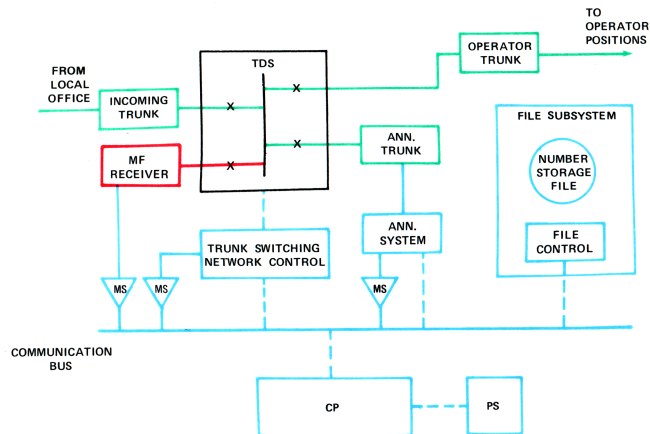 TO
OPERATOR
POSITIONS
OPERATOR
TRUNK
TDS
FROM
LOCAL
OFFICE
INCOMING
TRUNK
X
X
X
X
MF
RECEIVER
ANN.
TRUNK
FILE SUBSYSTEM
NUMBER
STORAGE
FILE
FILE
CONTROL
TRUNK SWITCHING
NETWORK CONTROL
ANN.
SYSTEM
MS
MS
MS
COMMUNICATION
BUS
CP
PS